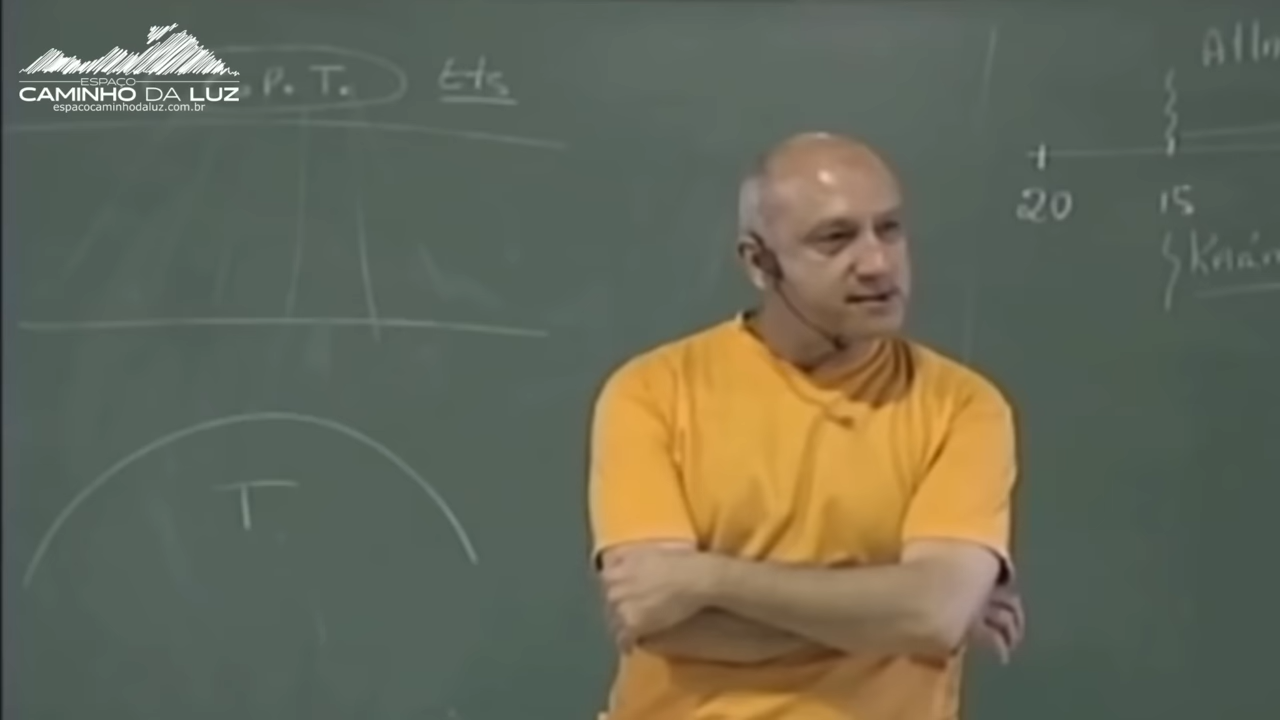 ESPAÇO
CAMINHO DA LUZ
espacocaminhodaluz.com.br
P. T. Ets
T
20 15